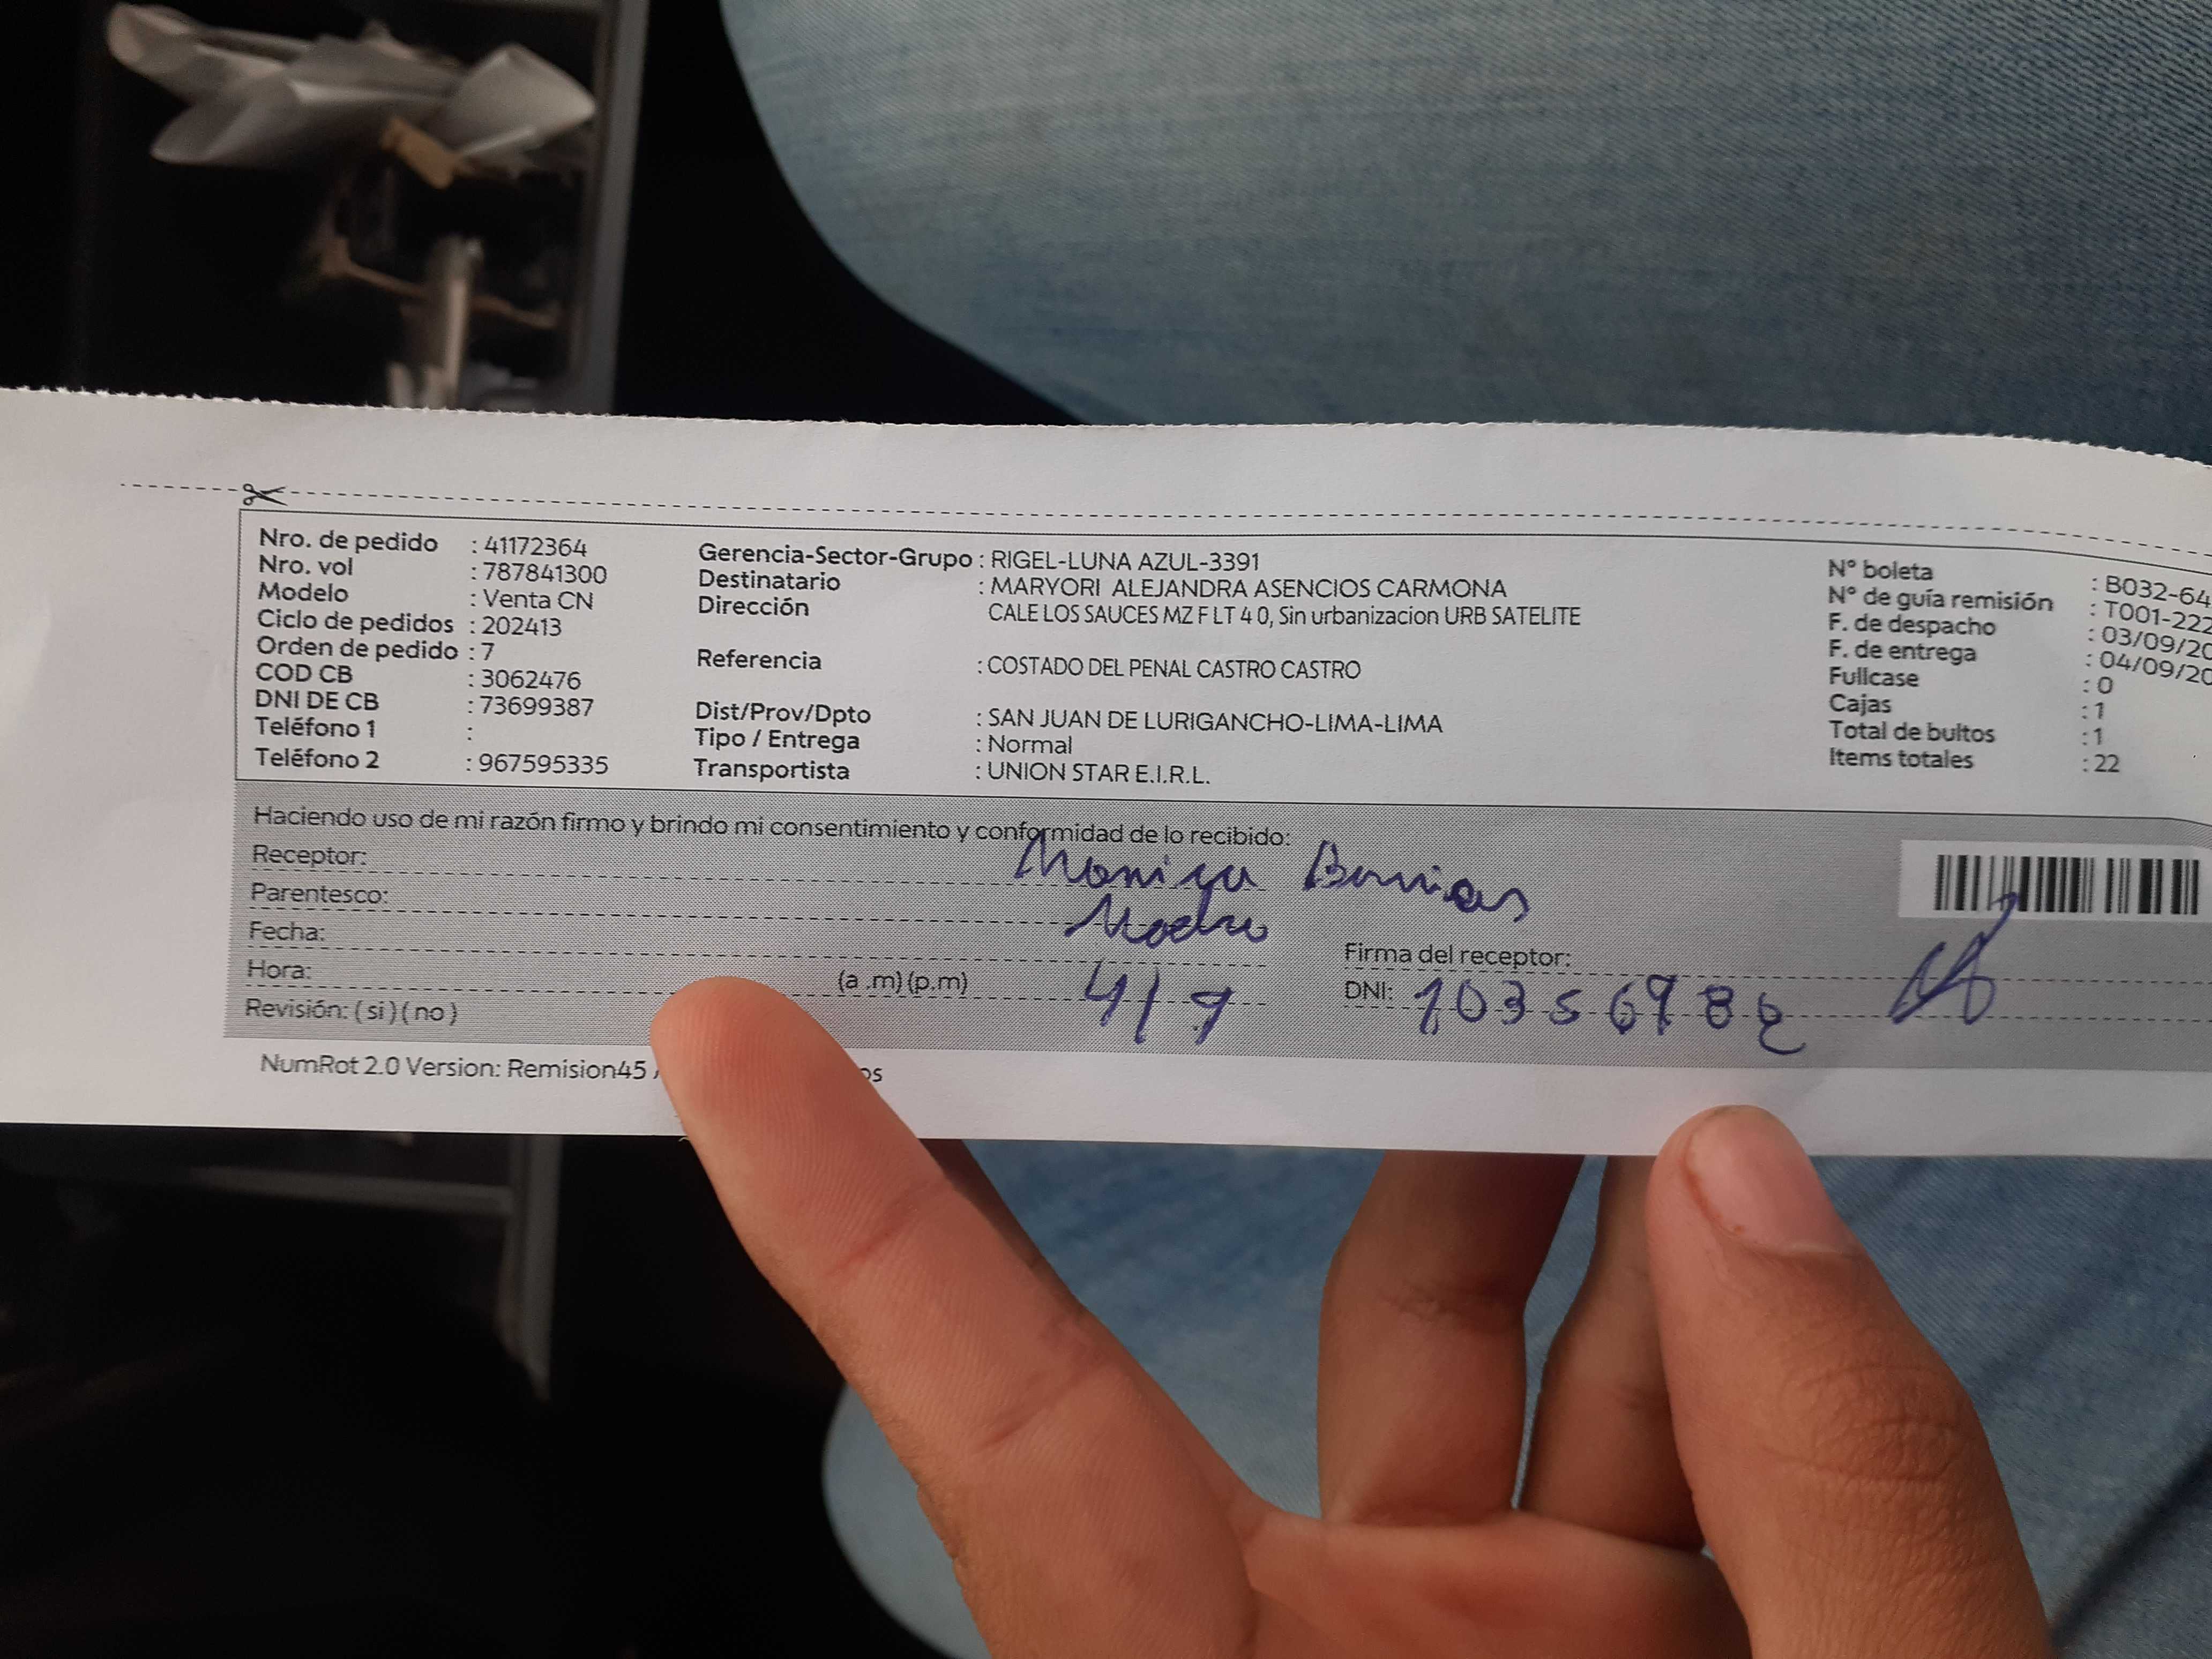 Nro. de pedido : 41172364
Nro. vol : 787841300
Modelo : Venta CN
Ciclo de pedidos : 202413
Orden de pedido : 7
COD CB : 3062476
DNI DE CB : 73699387
Teléfono 1 :
Teléfono 2 : 967595335
Gerencia-Sector-Grupo : RIGEL-LUNA AZUL-3391
Destinatario : MARYORI ALEJANDRA ASENCIOS CARMONA
Dirección CALE LOS SAUCES MZ F LT 4 0, Sin urbanizacion URB SATELITE
Referencia : COSTADO DEL PENAL CASTRO CASTRO
Dist/Prov/Dpto : SAN JUAN DE LURIGANCHO-LIMA-LIMA
Tipo / Entrega : Normal
Transportista : UNION STAR E.I.R.L.
N° boleta : B032-64
N° de guía remisión : T001-222
F. de despacho : 03/09/20
F. de entrega : 04/09/20
Fullcase : 0
Cajas : 1
Total de bultos : 1
Items totales : 22
Haciendo uso de mi razón firmo y brindo mi consentimiento y conformidad de lo recibido:
Receptor: Monica
Parentesco:
Fecha:
Hora: (a .m) (p.m)
Revisión: ( si ) ( no )
Firma del receptor:
DNI:
NumRot 2.0 Version: Remision45